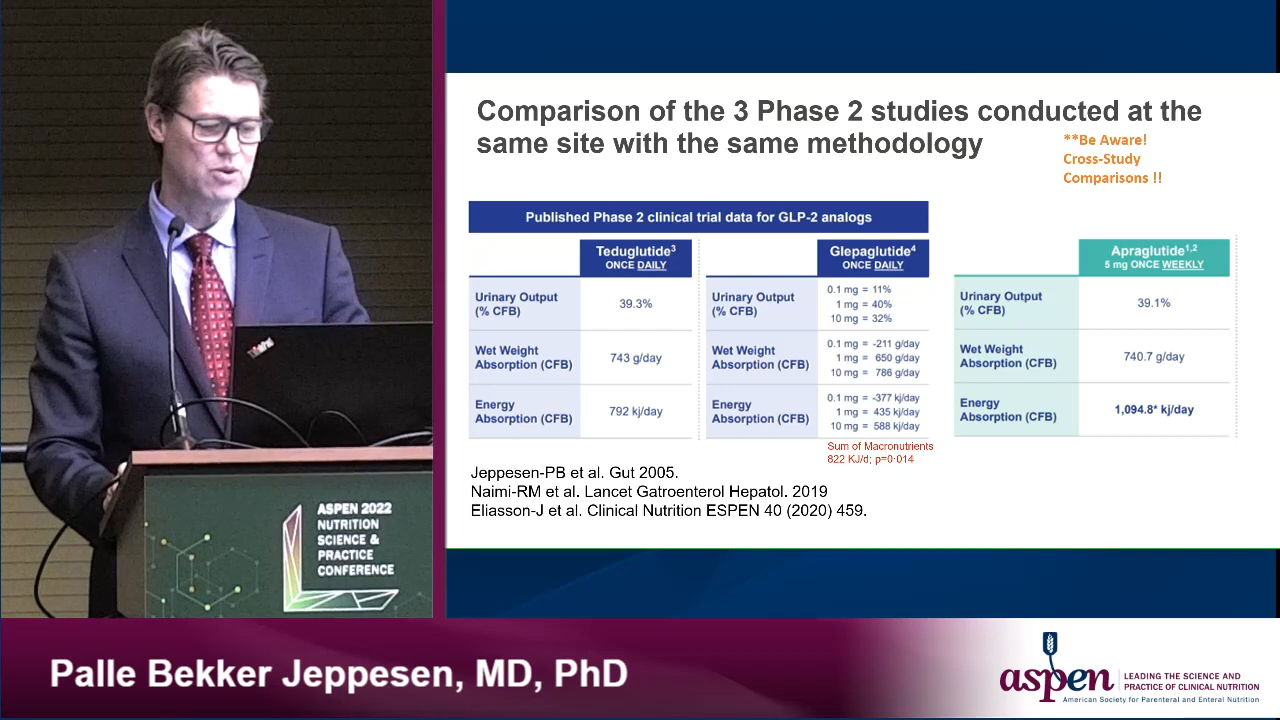 Comparison of the 3 Phase 2 studies conducted at the
same site with the same methodology
**Be Aware!
Cross-Study
Comparisons !!
Published Phase 2 clinical trial data for GLP-2 analogs
Teduglutide3
ONCE DAILY
Urinary Output
(% CFB)
39.3%
Wet Weight
Absorption (CFB)
743 g/day
Energy
Absorption (CFB)
792 kj/day
Glepaglutide4
ONCE DAILY
Urinary Output
(% CFB)
0.1 mg = 11%
1 mg = 40%
10 mg = 32%
Wet Weight
Absorption (CFB)
0.1 mg = -211 g/day
1 mg = 650 g/day
10 mg = 786 g/day
Energy
Absorption (CFB)
0.1 mg = -377 kj/day
1 mg = 435 kj/day
10 mg = 588 kj/day
Sum of Macronutrients
822 KJ/d; p=0·014
Apraglutide1,2
5 mg ONCE WEEKLY
Urinary Output
(% CFB)
39.1%
Wet Weight
Absorption (CFB)
740.7 g/day
Energy
Absorption (CFB)
1,094.8* kj/day
Jeppesen-PB et al. Gut 2005.
Naimi-RM et al. Lancet Gatroenterol Hepatol. 2019
Eliasson-J et al. Clinical Nutrition ESPEN 40 (2020) 459.
ASPEN 2022
NUTRITION
SCIENCE &
PRACTICE
CONFERENCE
Palle Bekker Jeppesen, MD, PhD
aspen
LEADING THE SCIENCE AND
PRACTICE OF CLINICAL NUTRITION
American Society for Parenteral and Enteral Nutrition